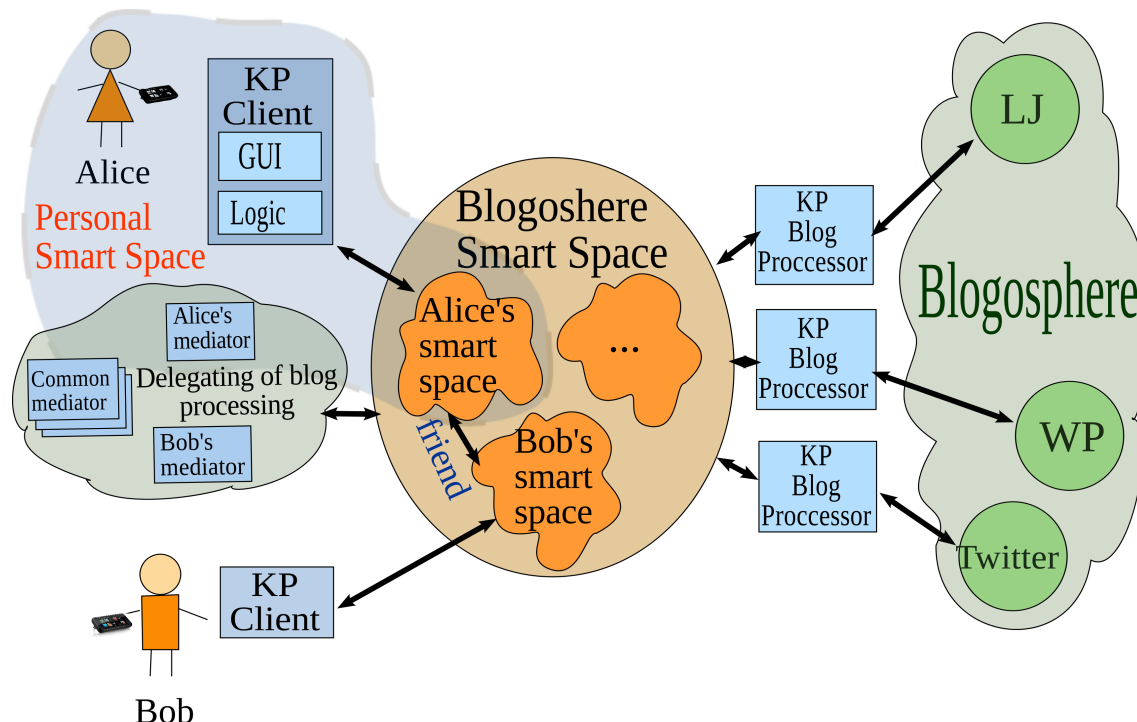 KP
Client
GUI
Logic
Alice
Personal
Smart Space
Alice's
mediator
Common
mediator
Delegating of blog
processing
Bob's
mediator
Blogoshere
Smart Space
Alice's
smart
space
...
friend
Bob's
smart
space
KP
Client
Bob
KP
Blog
Proccessor
KP
Blog
Proccessor
KP
Blog
Proccessor
LJ
Blogosphere
WP
Twitter